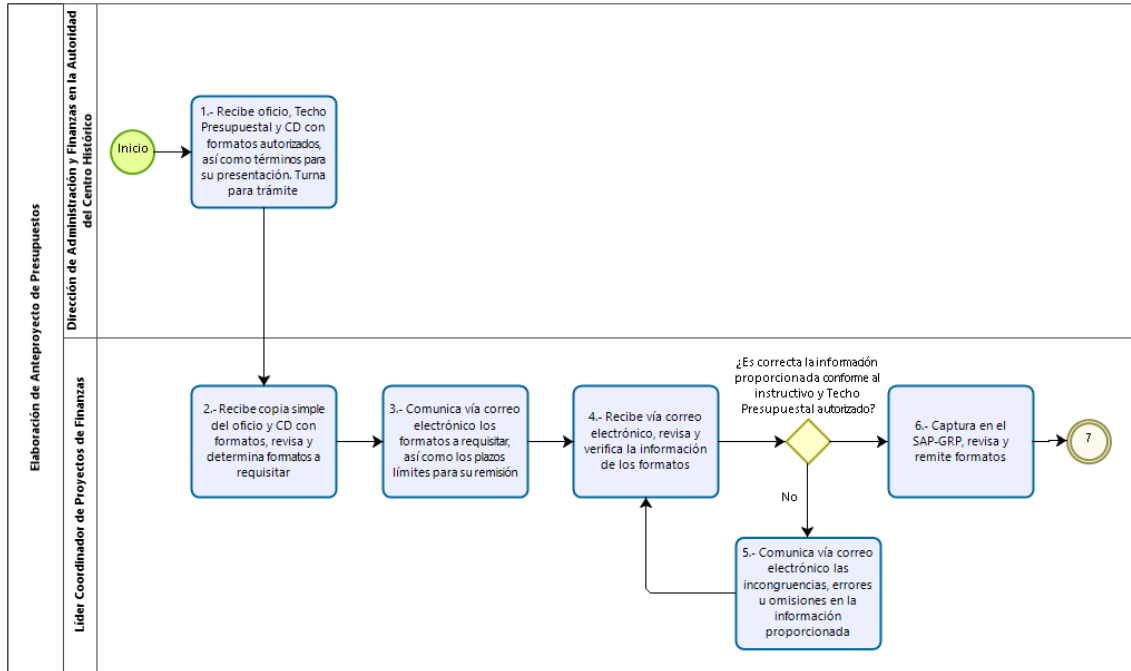 Elaboración de Anteproyecto de Presupuestos
Dirección de Administración y Finanzas en la Autoridad
del Centro Histórico
Inicio
1.- Recibe oficio, Techo
Presupuestal y CD con
formatos autorizados,
así como términos para
su presentación. Turna
para trámite
Líder Coordinador de Proyectos de Finanzas
2.- Recibe copia simple
del oficio y CD con
formatos, revisa y
determina formatos a
requisitar
3.- Comunica vía correo
electrónico los
formatos a requisitar,
así como los plazos
límites para su remisión
4.- Recibe vía correo
electrónico, revisa y
verifica la información
de los formatos
¿Es correcta la información
proporcionada conforme al
instructivo y Techo
Presupuestal autorizado?
No
5.- Comunica vía correo
electrónico las
incongruencias, errores
u omisiones en la
información
proporcionada
6.- Captura en el
SAP-GRP, revisa y
remite formatos
7